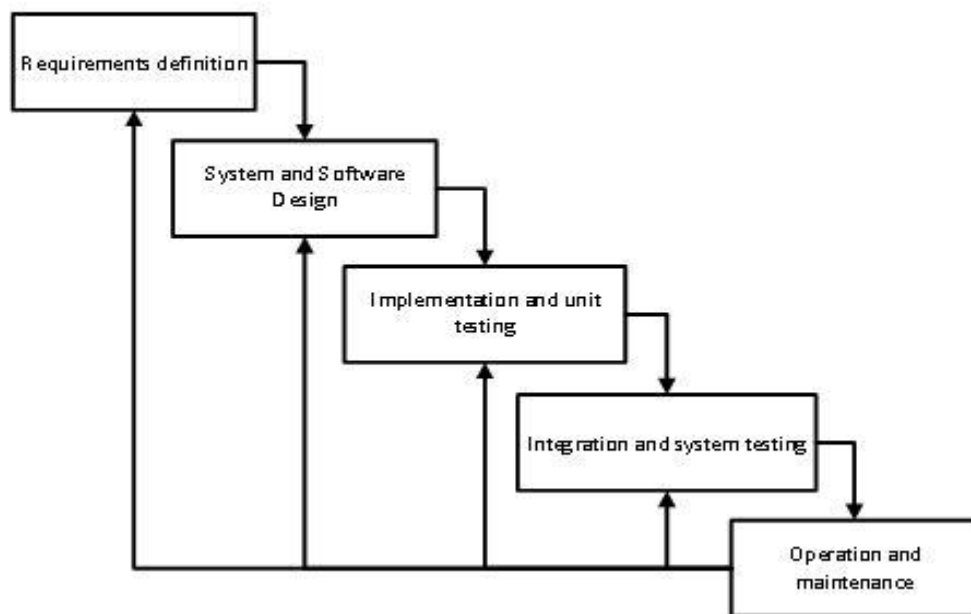 Requirements definition
System and Software
Design
Implementation and unit
testing
Integration and system testing
Operation and
maintenance